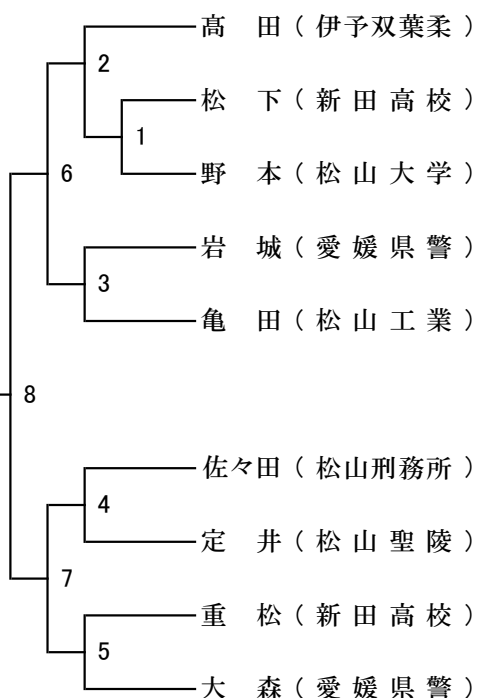 髙 田 ( 伊予双葉柔 )
2
松 下 ( 新 田 高 校 )
1
野 本 ( 松 山 大 学 )
6
岩 城 ( 愛 媛 県 警 )
3
亀 田 ( 松 山 工 業 )
8
佐々田 ( 松山刑務所 )
4
定 井 ( 松 山 聖 陵 )
7
重 松 ( 新 田 高 校 )
5
大 森 ( 愛 媛 県 警 )